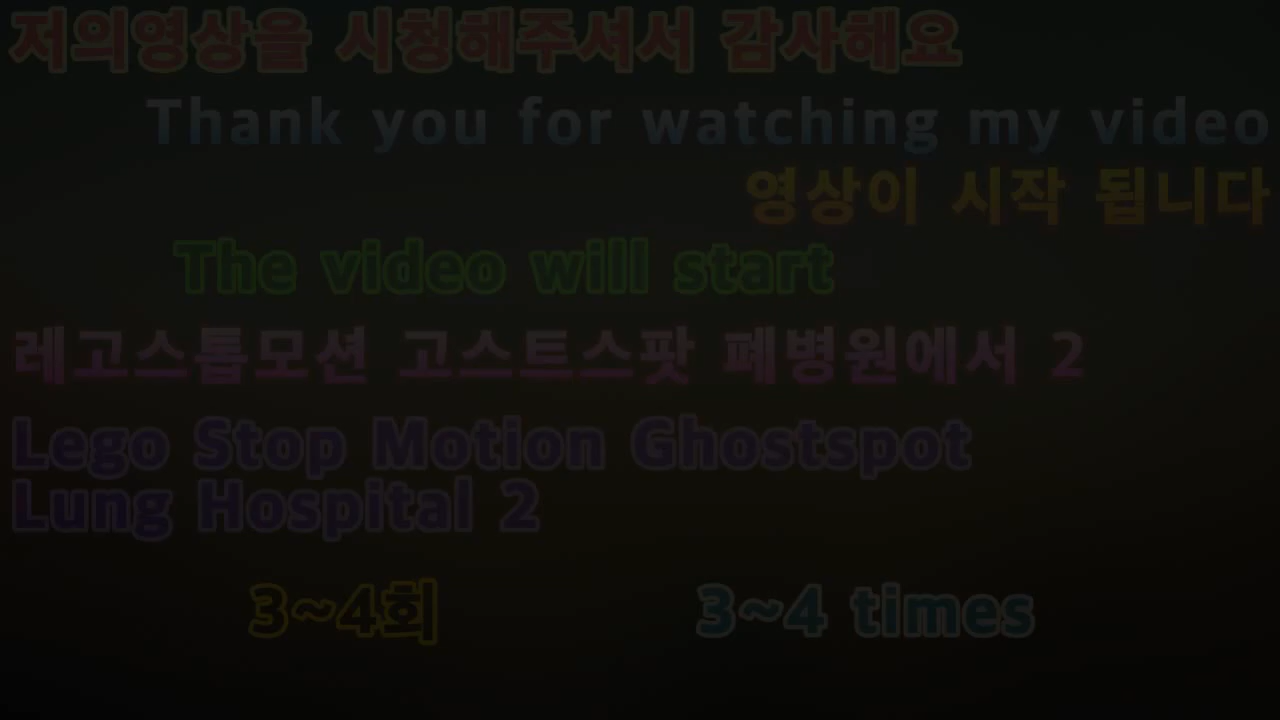 저의영상을 시청해주셔서 감사해요
Thank you for watching my video
영상이 시작 됩니다
The video will start
레고스톱모션 고스트스팟 폐병원에서 2
Lego Stop Motion Ghostspot
Lung Hospital 2
3~4회
3~4 times